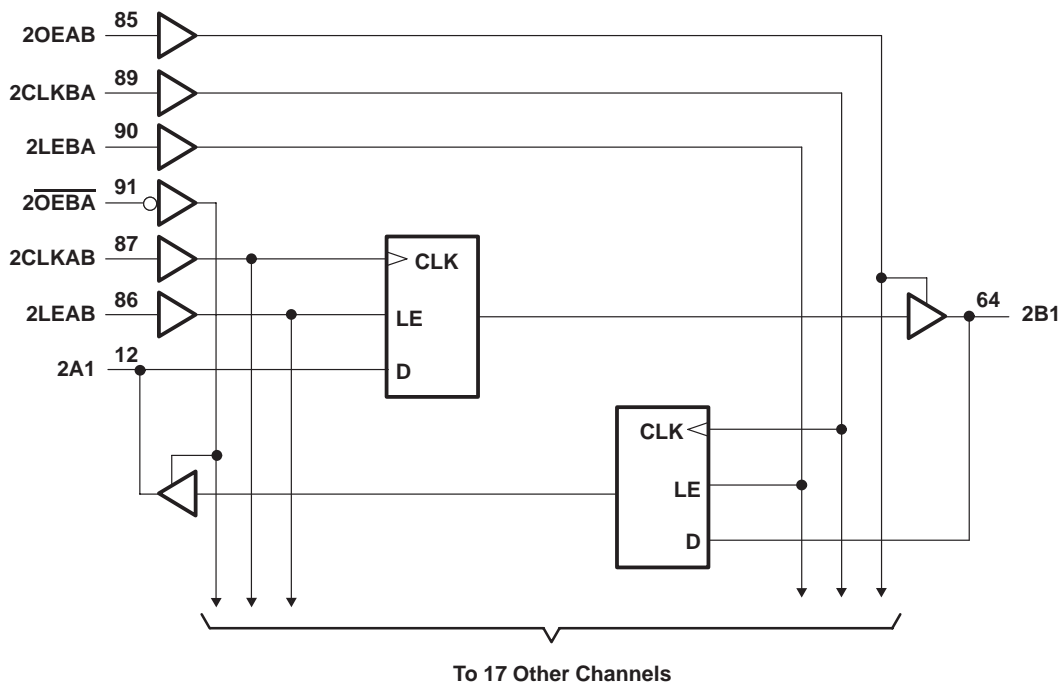 2OEAB 85
2CLKBA 89
2LEBA 90
2O̅E̅B̅A̅ 91
2CLKAB 87
2LEAB 86
2A1 12
CLK
LE
D
64 2B1
CLK
LE
D
To 17 Other Channels